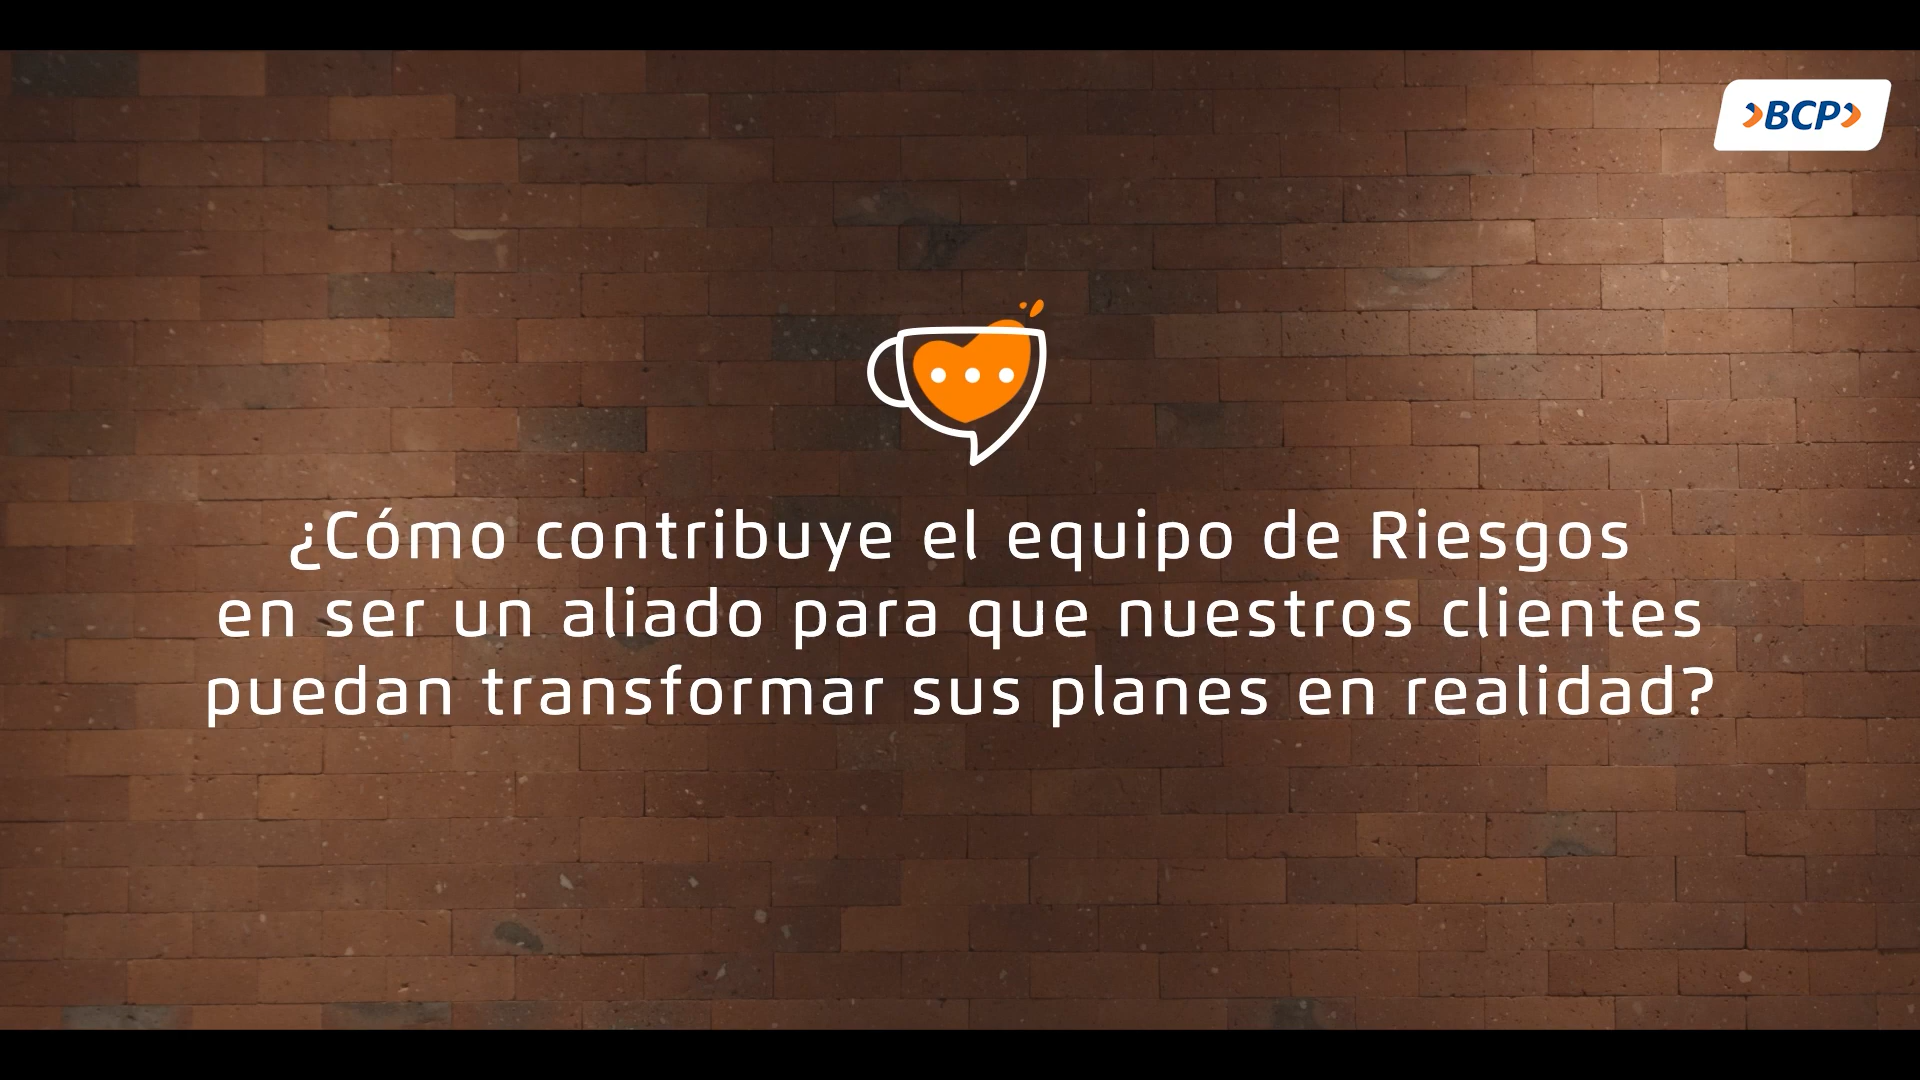 BCP
¿Cómo contribuye el equipo de Riesgos
en ser un aliado para que nuestros clientes
puedan transformar sus planes en realidad?